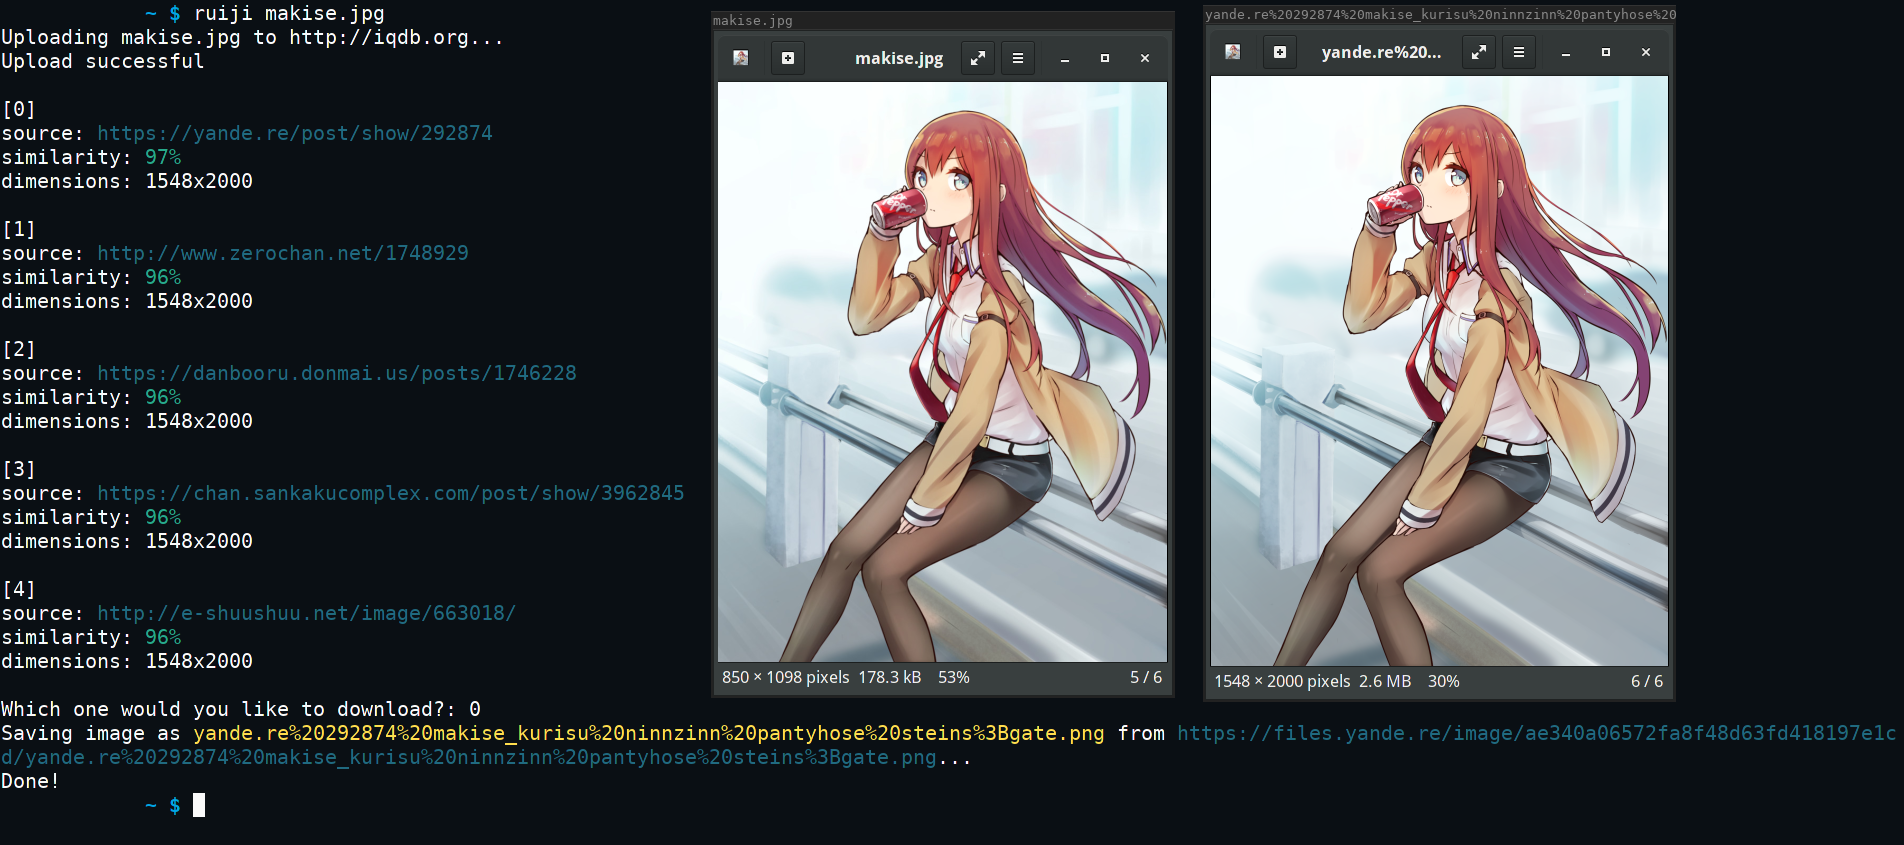 ~ $ ruiji makise.jpg
Uploading makise.jpg to http://iqdb.org...
Upload successful
[0]
source: https://yande.re/post/show/292874
similarity: 97%
dimensions: 1548x2000
[1]
source: http://www.zerochan.net/1748929
similarity: 96%
dimensions: 1548x2000
[2]
source: https://danbooru.donmai.us/posts/1746228
similarity: 96%
dimensions: 1548x2000
[3]
source: https://chan.sankakucomplex.com/post/show/3962845
similarity: 96%
dimensions: 1548x2000
[4]
source: http://e-shuushuu.net/image/663018/
similarity: 96%
dimensions: 1548x2000
Which one would you like to download?: 0
Saving image as yande.re%20292874%20makise_kurisu%20ninnzinn%20pantyhose%20steins%3Bgate.png from https://files.yande.re/image/ae340a06572fa8f48d63fd418197e1c
d/yande.re%20292874%20makise_kurisu%20ninnzinn%20pantyhose%20steins%3Bgate.png...
Done!
~ $
makise.jpg
makise.jpg
850 × 1098 pixels 178.3 kB 53% 5 / 6
yande.re%20292874%20makise_kurisu%20ninnzinn%20pantyhose%20
yande.re%20...
1548 × 2000 pixels 2.6 MB 30% 6 / 6